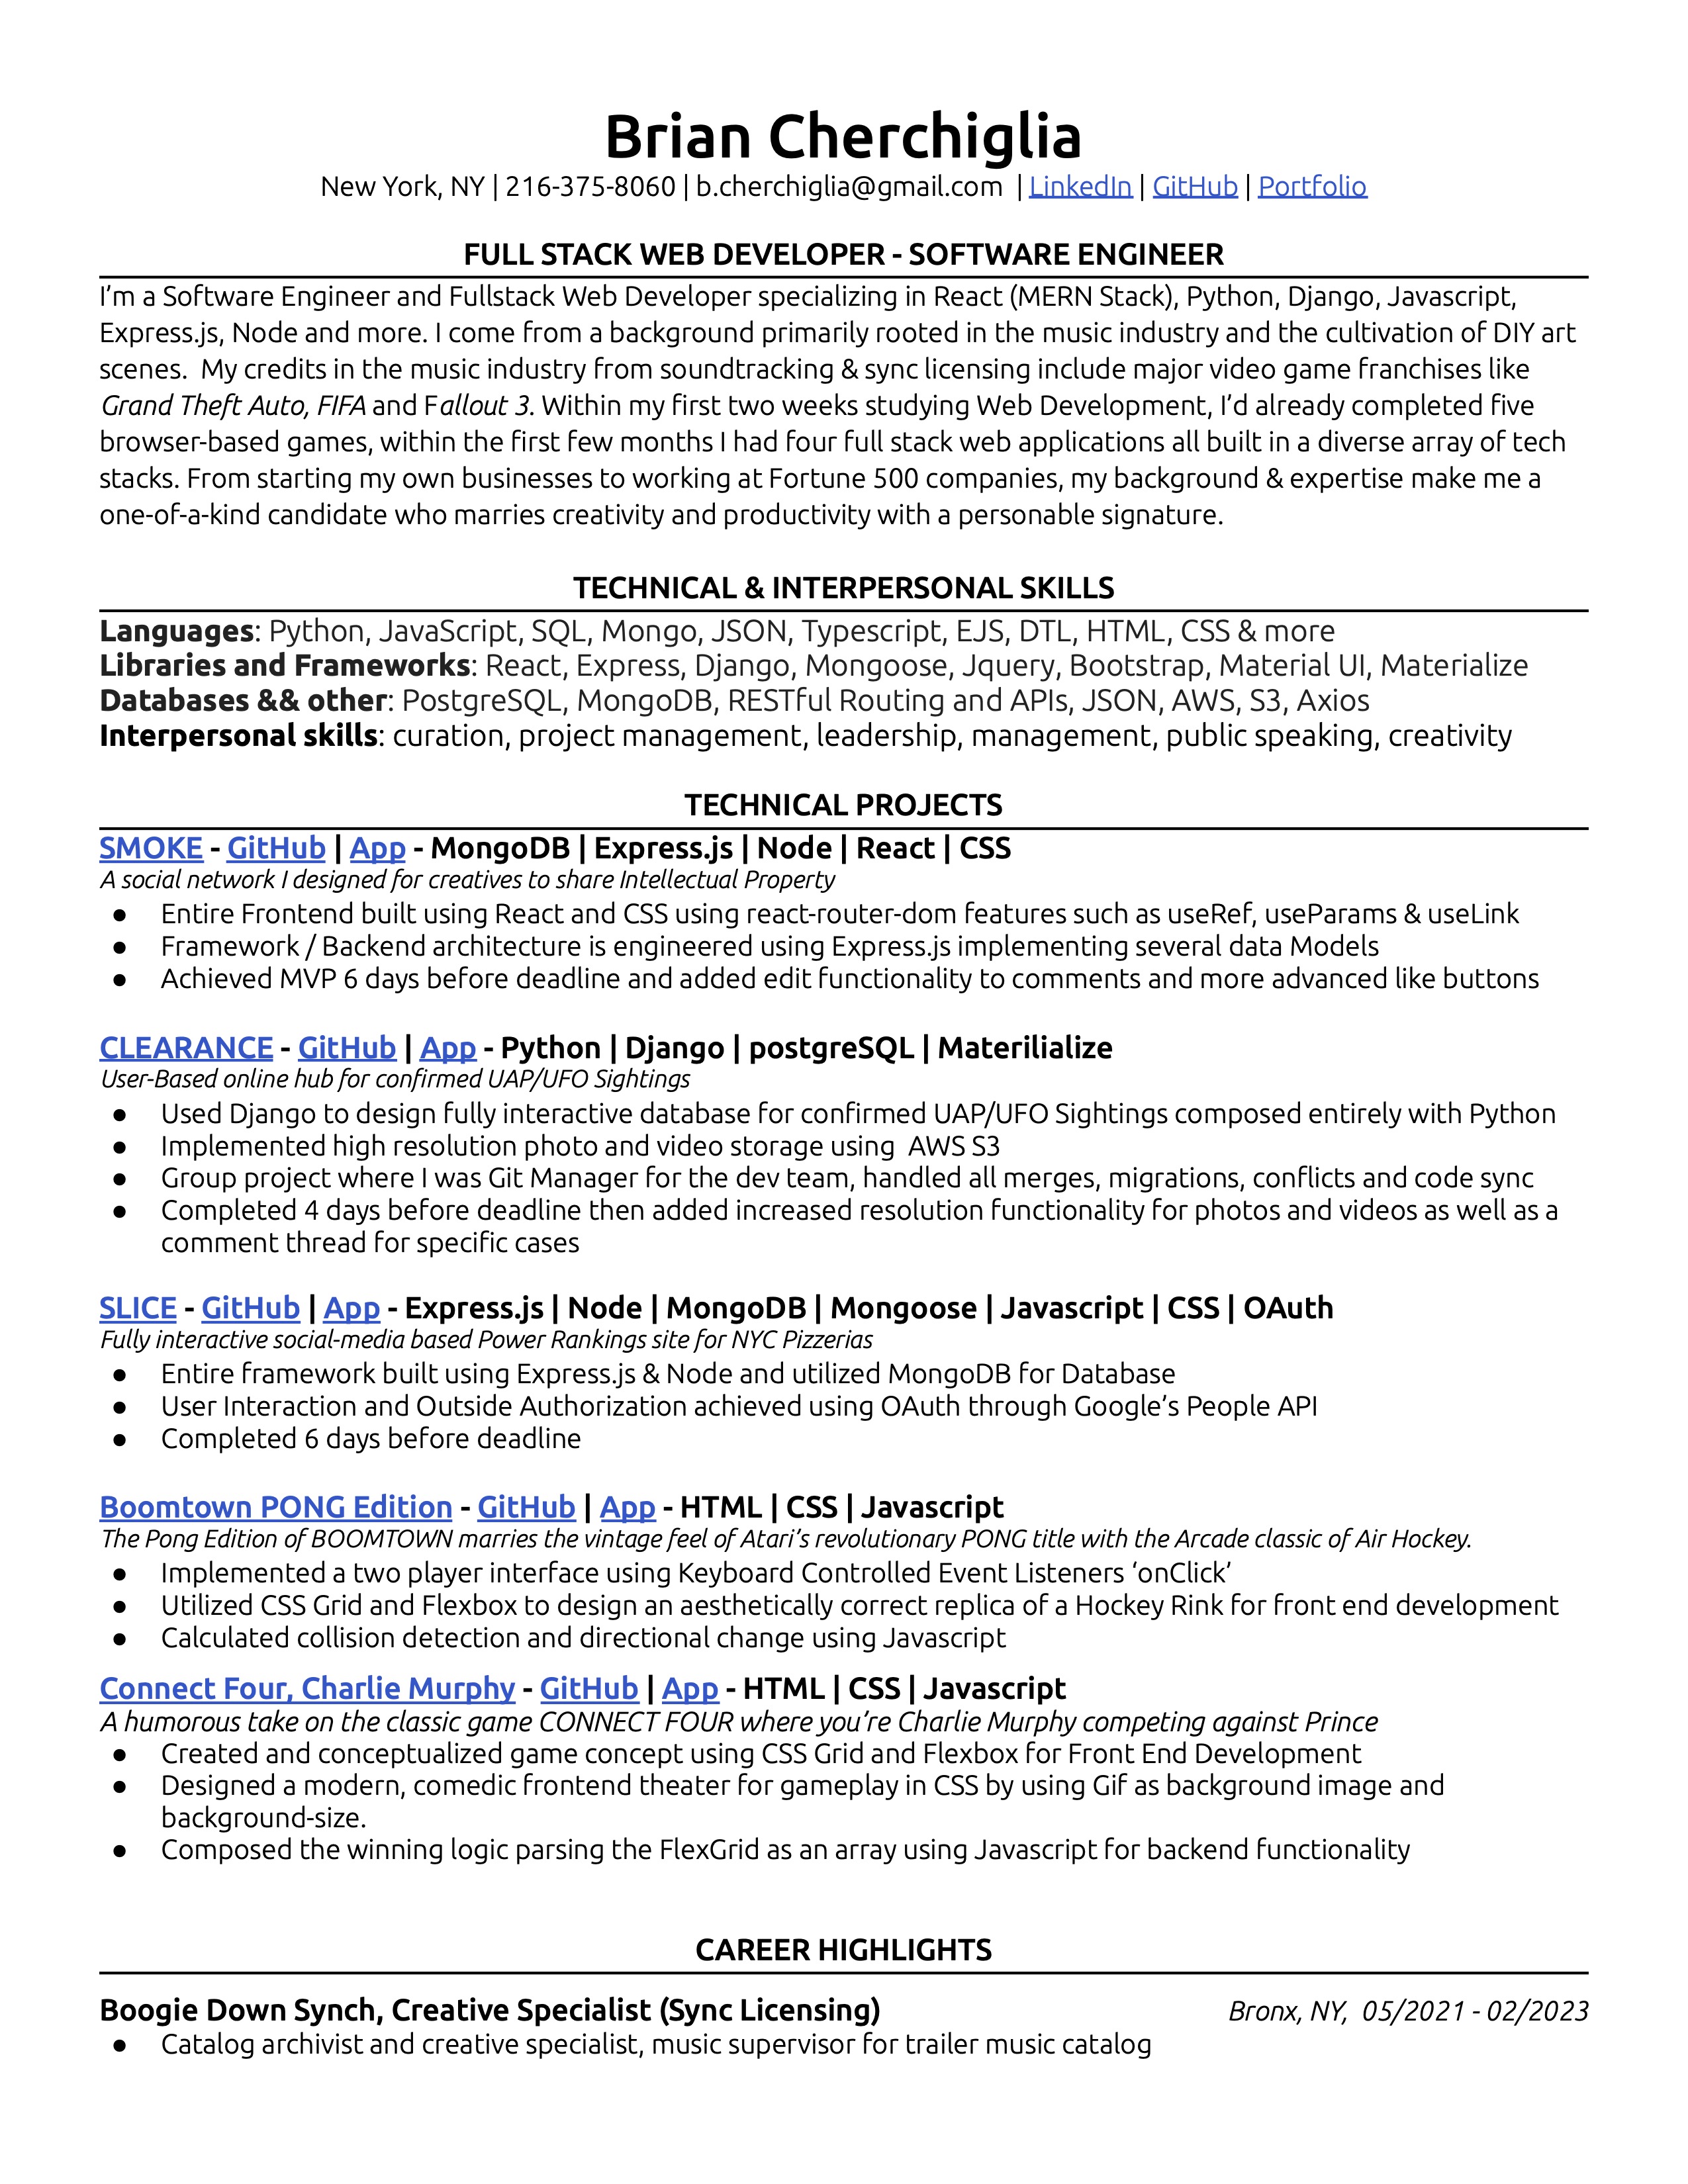 Brian Cherchiglia
New York, NY | 216-375-8060 | b.cherchiglia@gmail.com | LinkedIn | GitHub | Portfolio
FULL STACK WEB DEVELOPER - SOFTWARE ENGINEER
I’m a Software Engineer and Fullstack Web Developer specializing in React (MERN Stack), Python, Django, Javascript,
Express.js, Node and more. I come from a background primarily rooted in the music industry and the cultivation of DIY art
scenes.  My credits in the music industry from soundtracking & sync licensing include major video game franchises like
Grand Theft Auto, FIFA and Fallout 3. Within my first two weeks studying Web Development, I’d already completed five
browser-based games, within the first few months I had four full stack web applications all built in a diverse array of tech
stacks. From starting my own businesses to working at Fortune 500 companies, my background & expertise make me a
one-of-a-kind candidate who marries creativity and productivity with a personable signature.
TECHNICAL & INTERPERSONAL SKILLS
Languages: Python, JavaScript, SQL, Mongo, JSON, Typescript, EJS, DTL, HTML, CSS & more
Libraries and Frameworks: React, Express, Django, Mongoose, Jquery, Bootstrap, Material UI, Materialize
Databases && other: PostgreSQL, MongoDB, RESTful Routing and APIs, JSON, AWS, S3, Axios
Interpersonal skills: curation, project management, leadership, management, public speaking, creativity
TECHNICAL PROJECTS
SMOKE - GitHub | App - MongoDB | Express.js | Node | React | CSS
A social network I designed for creatives to share Intellectual Property
● Entire Frontend built using React and CSS using react-router-dom features such as useRef, useParams & useLink
● Framework / Backend architecture is engineered using Express.js implementing several data Models
● Achieved MVP 6 days before deadline and added edit functionality to comments and more advanced like buttons
CLEARANCE - GitHub | App - Python | Django | postgreSQL | Materilialize
User-Based online hub for confirmed UAP/UFO Sightings
● Used Django to design fully interactive database for confirmed UAP/UFO Sightings composed entirely with Python
● Implemented high resolution photo and video storage using  AWS S3
● Group project where I was Git Manager for the dev team, handled all merges, migrations, conflicts and code sync
● Completed 4 days before deadline then added increased resolution functionality for photos and videos as well as a
comment thread for specific cases
SLICE - GitHub | App - Express.js | Node | MongoDB | Mongoose | Javascript | CSS | OAuth
Fully interactive social-media based Power Rankings site for NYC Pizzerias
● Entire framework built using Express.js & Node and utilized MongoDB for Database
● User Interaction and Outside Authorization achieved using OAuth through Google’s People API
● Completed 6 days before deadline
Boomtown PONG Edition - GitHub | App - HTML | CSS | Javascript
The Pong Edition of BOOMTOWN marries the vintage feel of Atari’s revolutionary PONG title with the Arcade classic of Air Hockey.
● Implemented a two player interface using Keyboard Controlled Event Listeners ‘onClick’
● Utilized CSS Grid and Flexbox to design an aesthetically correct replica of a Hockey Rink for front end development
● Calculated collision detection and directional change using Javascript
Connect Four, Charlie Murphy - GitHub | App - HTML | CSS | Javascript
A humorous take on the classic game CONNECT FOUR where you’re Charlie Murphy competing against Prince
● Created and conceptualized game concept using CSS Grid and Flexbox for Front End Development
● Designed a modern, comedic frontend theater for gameplay in CSS by using Gif as background image and
background-size.
● Composed the winning logic parsing the FlexGrid as an array using Javascript for backend functionality
CAREER HIGHLIGHTS
Boogie Down Synch, Creative Specialist (Sync Licensing) Bronx, NY,  05/2021 - 02/2023
● Catalog archivist and creative specialist, music supervisor for trailer music catalog